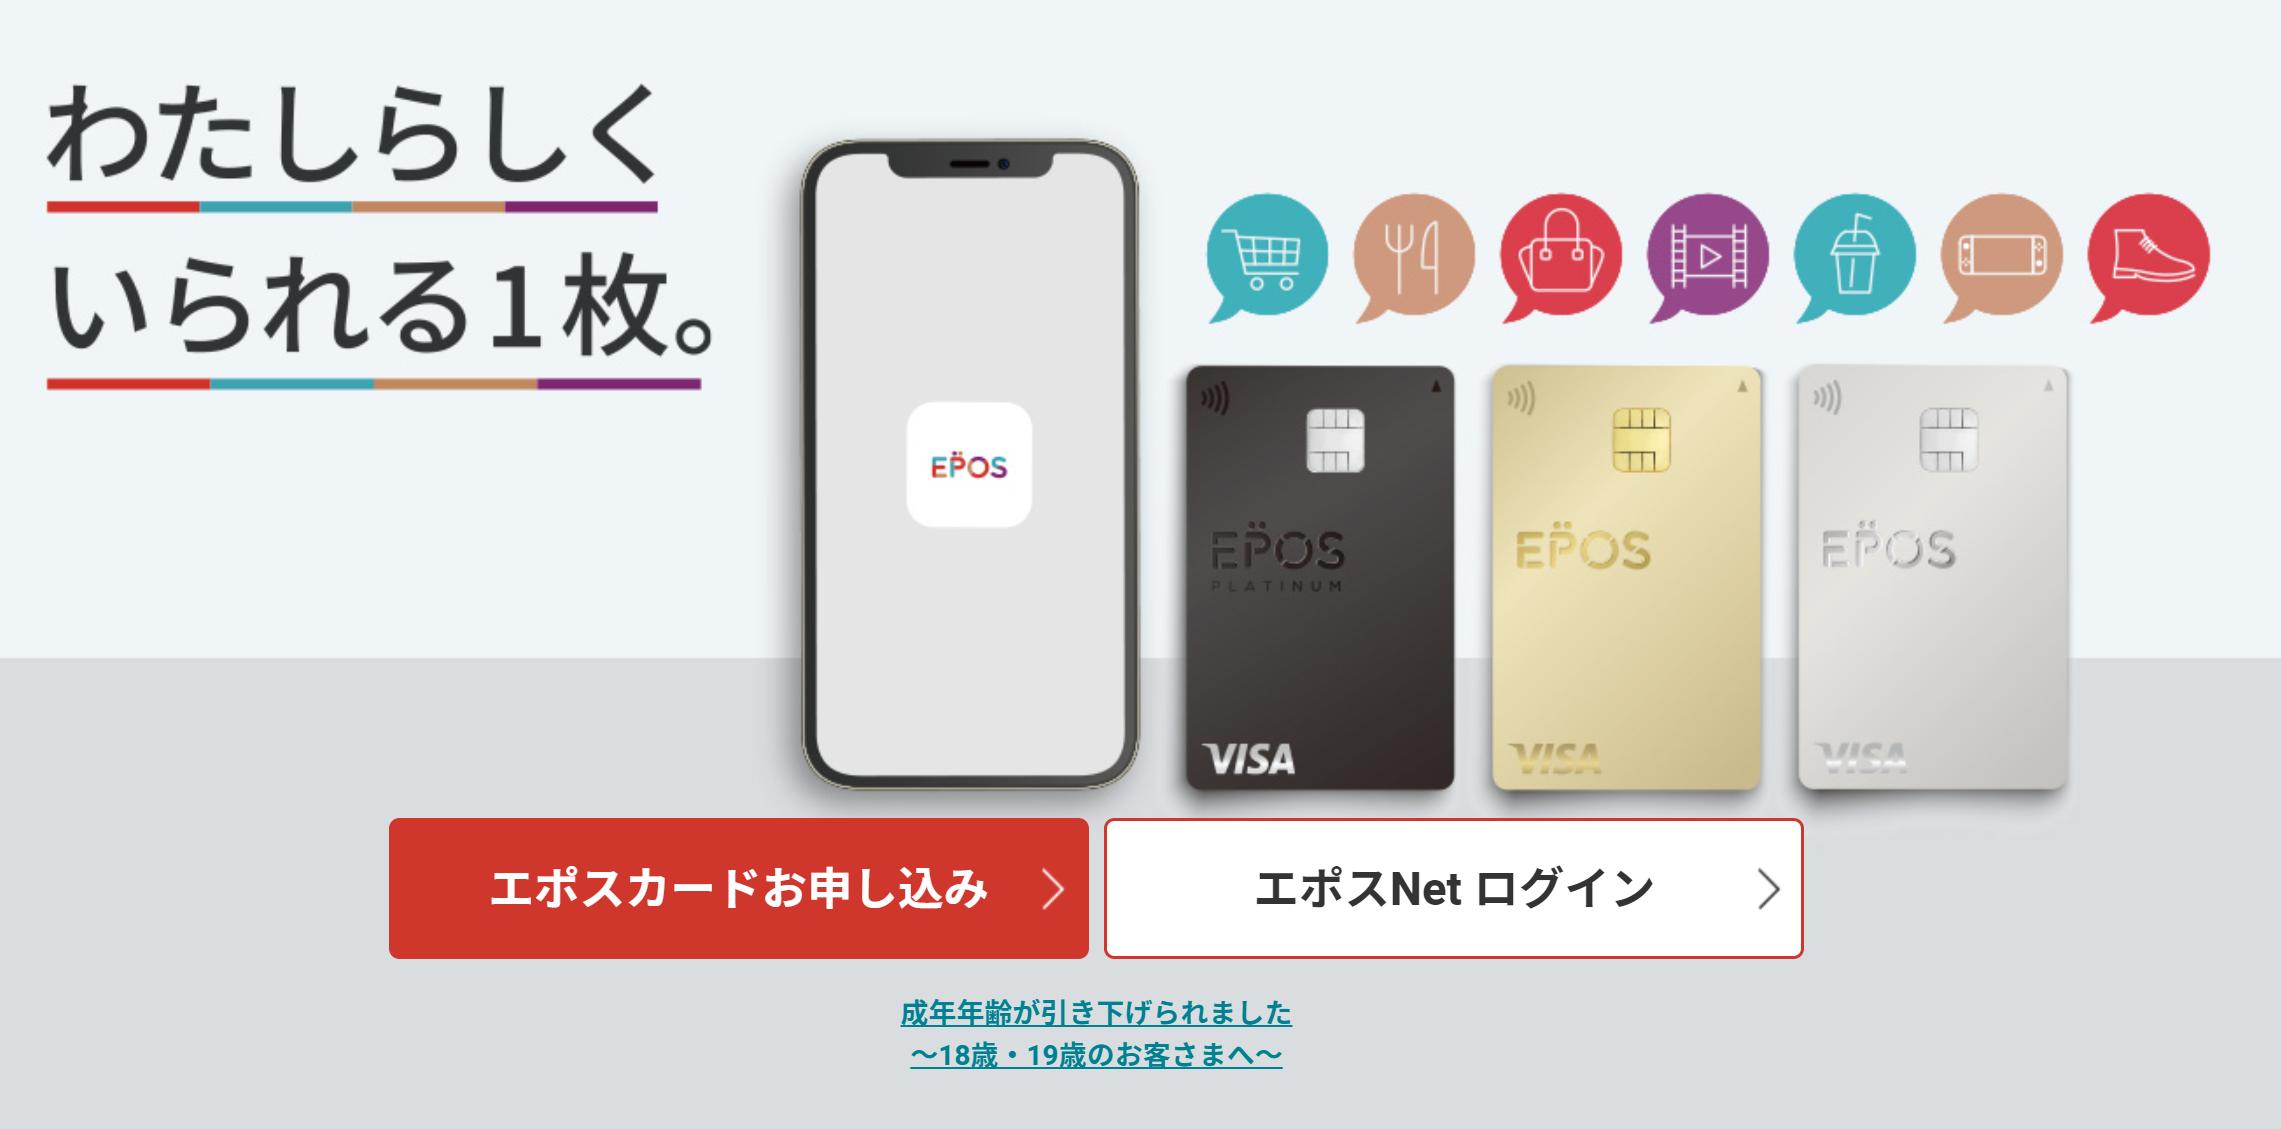 わたしらしく
いられる1枚。
EPOS
EPOS
PLATINUM
VISA
EPOS
VISA
EPOS
VISA
エポスカードお申し込み
エポスNet ログイン
成年年齢が引き下げられました
～18歳・19歳のお客さまへ～